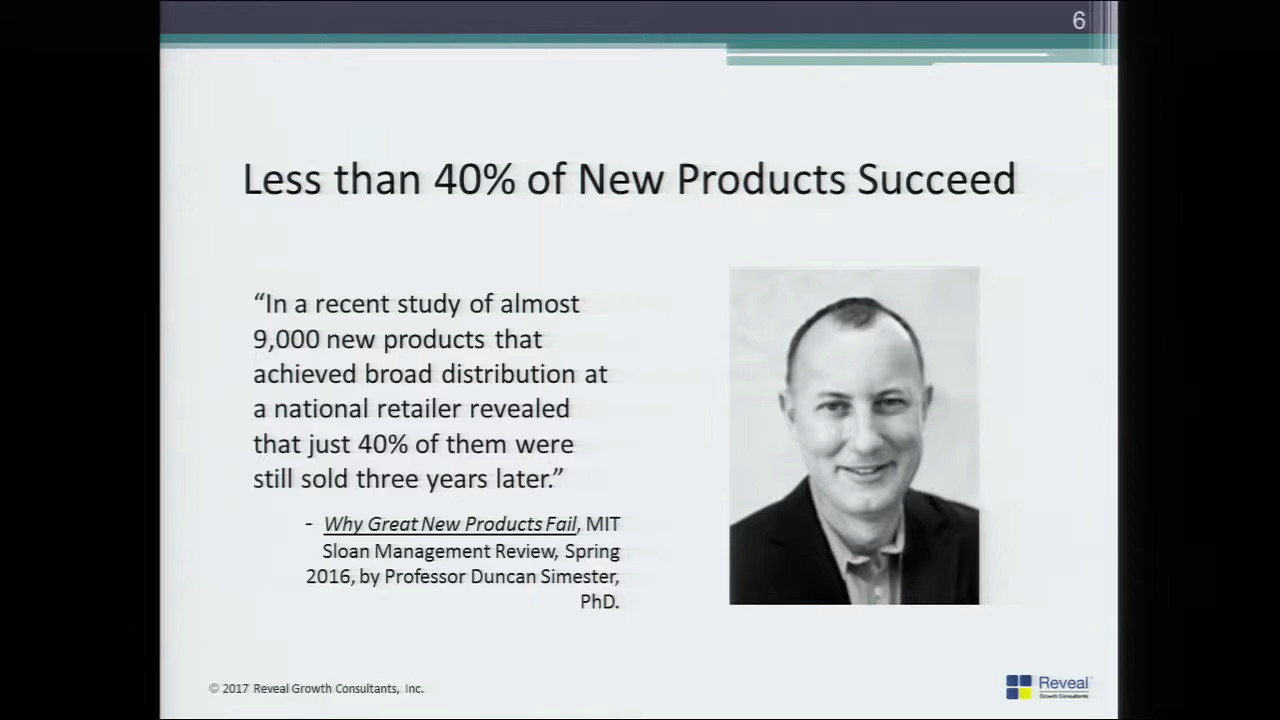 6
Less than 40% of New Products Succeed
“In a recent study of almost
9,000 new products that
achieved broad distribution at
a national retailer revealed
that just 40% of them were
still sold three years later.”
- Why Great New Products Fail, MIT
Sloan Management Review, Spring
2016, by Professor Duncan Simester,
PhD.
© 2017 Reveal Growth Consultants, Inc.
Reveal
Growth Consultants